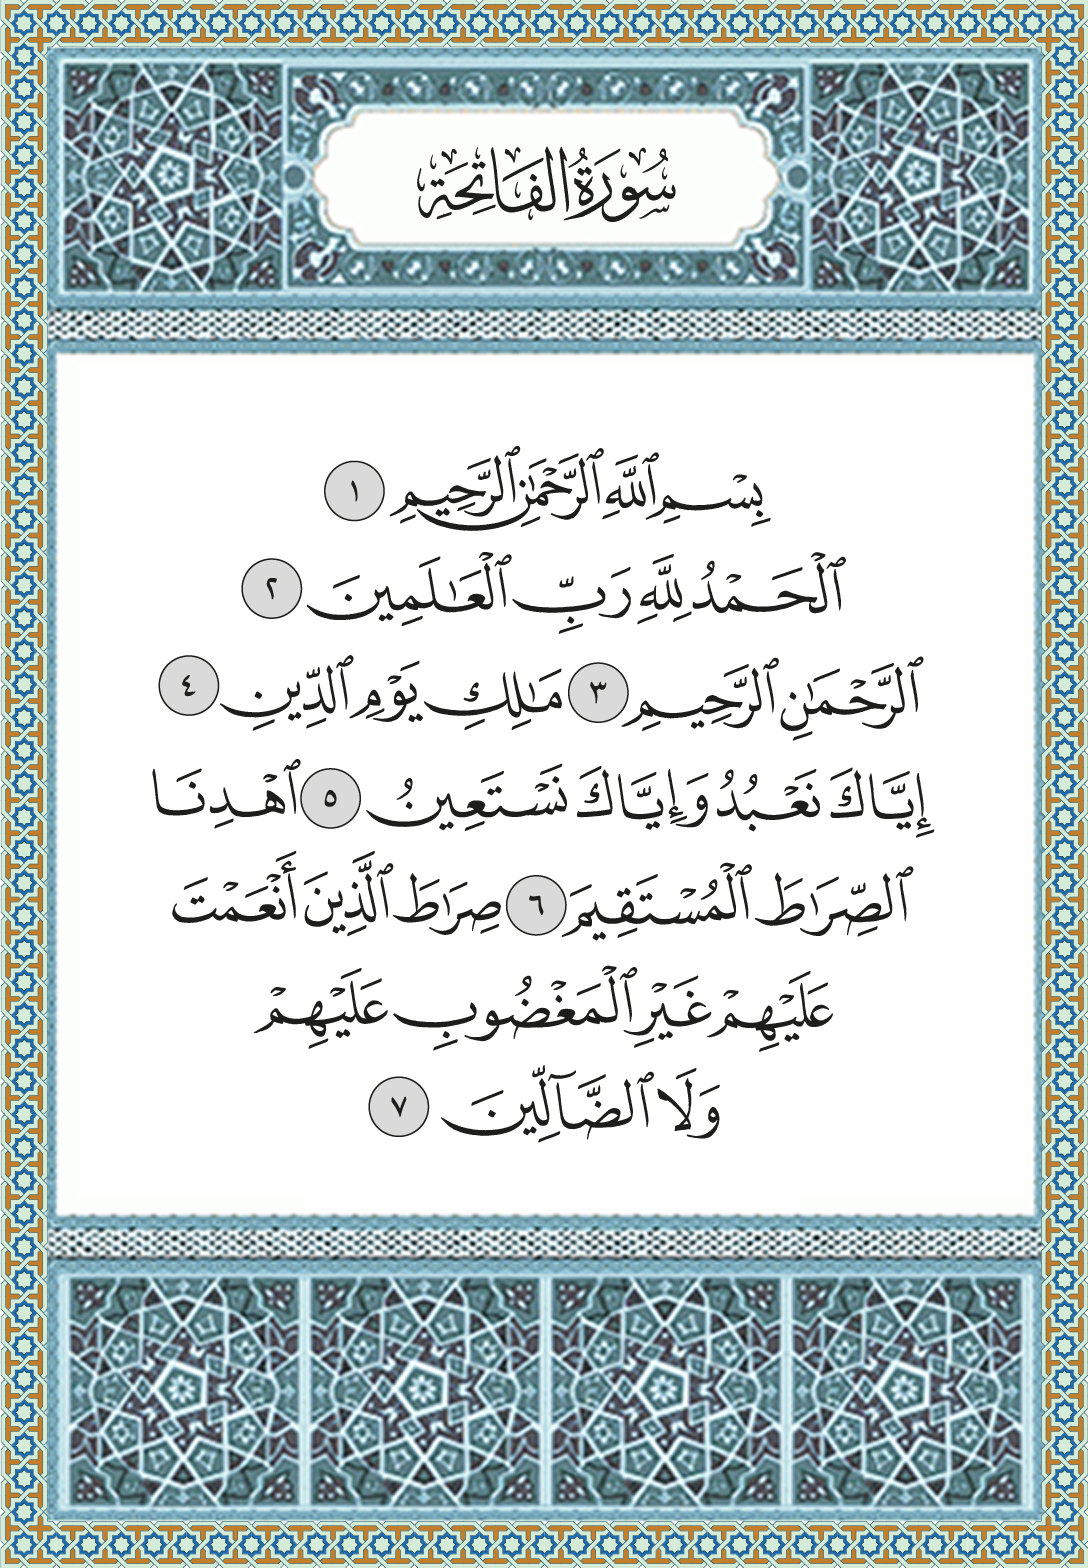 سُورَةُ الفَاتِحَةِ
بِسۡمِ ٱللَّهِ ٱلرَّحۡمَٰنِ ٱلرَّحِيمِ ١
ٱلۡحَمۡدُ لِلَّهِ رَبِّ ٱلۡعَٰلَمِينَ ٢
ٱلرَّحۡمَٰنِ ٱلرَّحِيمِ ٣ مَٰلِكِ يَوۡمِ ٱلدِّينِ ٤
إِيَّاكَ نَعۡبُدُ وَإِيَّاكَ نَسۡتَعِينُ ٥ ٱهۡدِنَا
ٱلصِّرَٰطَ ٱلۡمُسۡتَقِيمَ ٦ صِرَٰطَ ٱلَّذِينَ أَنۡعَمۡتَ
عَلَيۡهِمۡ غَيۡرِ ٱلۡمَغۡضُوبِ عَلَيۡهِمۡ
وَلَا ٱلضَّآلِّينَ ٧